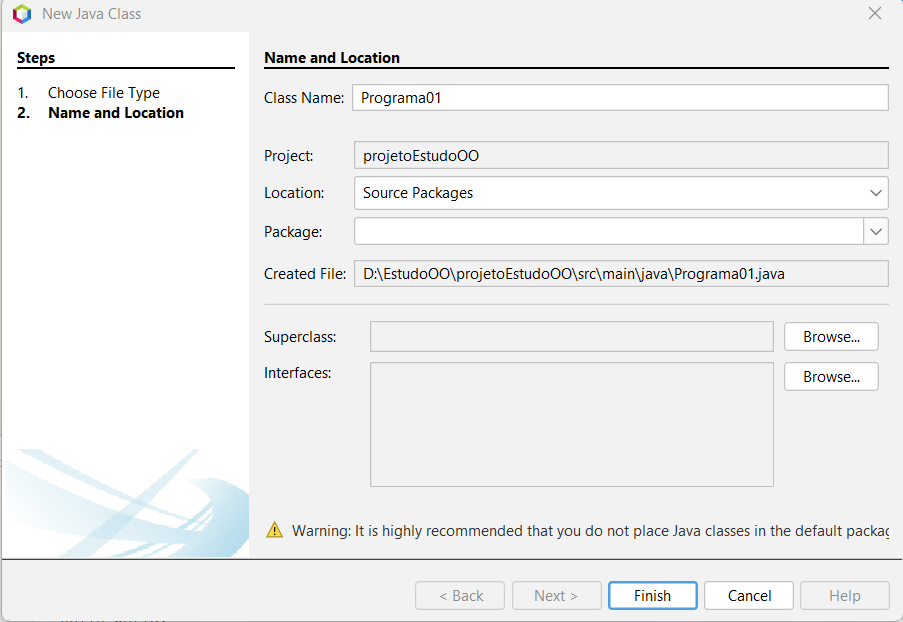 New Java Class
Steps
1. Choose File Type
2. Name and Location
Name and Location
Class Name: Programa01
Project: projetoEstudoOO
Location: Source Packages
Package:
Created File: D:\EstudoOO\projetoEstudoOO\src\main\java\Programa01.java
Superclass: Browse...
Interfaces: Browse...
Warning: It is highly recommended that you do not place Java classes in the default
< Back Next > Finish Cancel Help